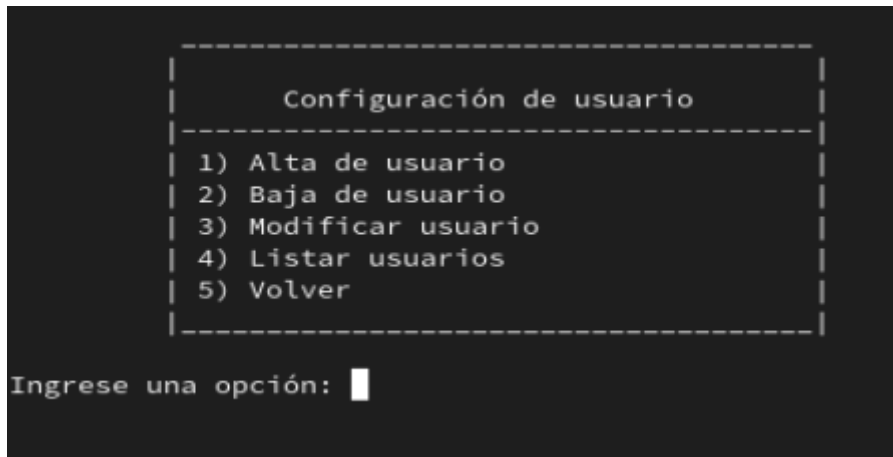 Configuración de usuario
1) Alta de usuario
2) Baja de usuario
3) Modificar usuario
4) Listar usuarios
5) Volver
Ingrese una opción: